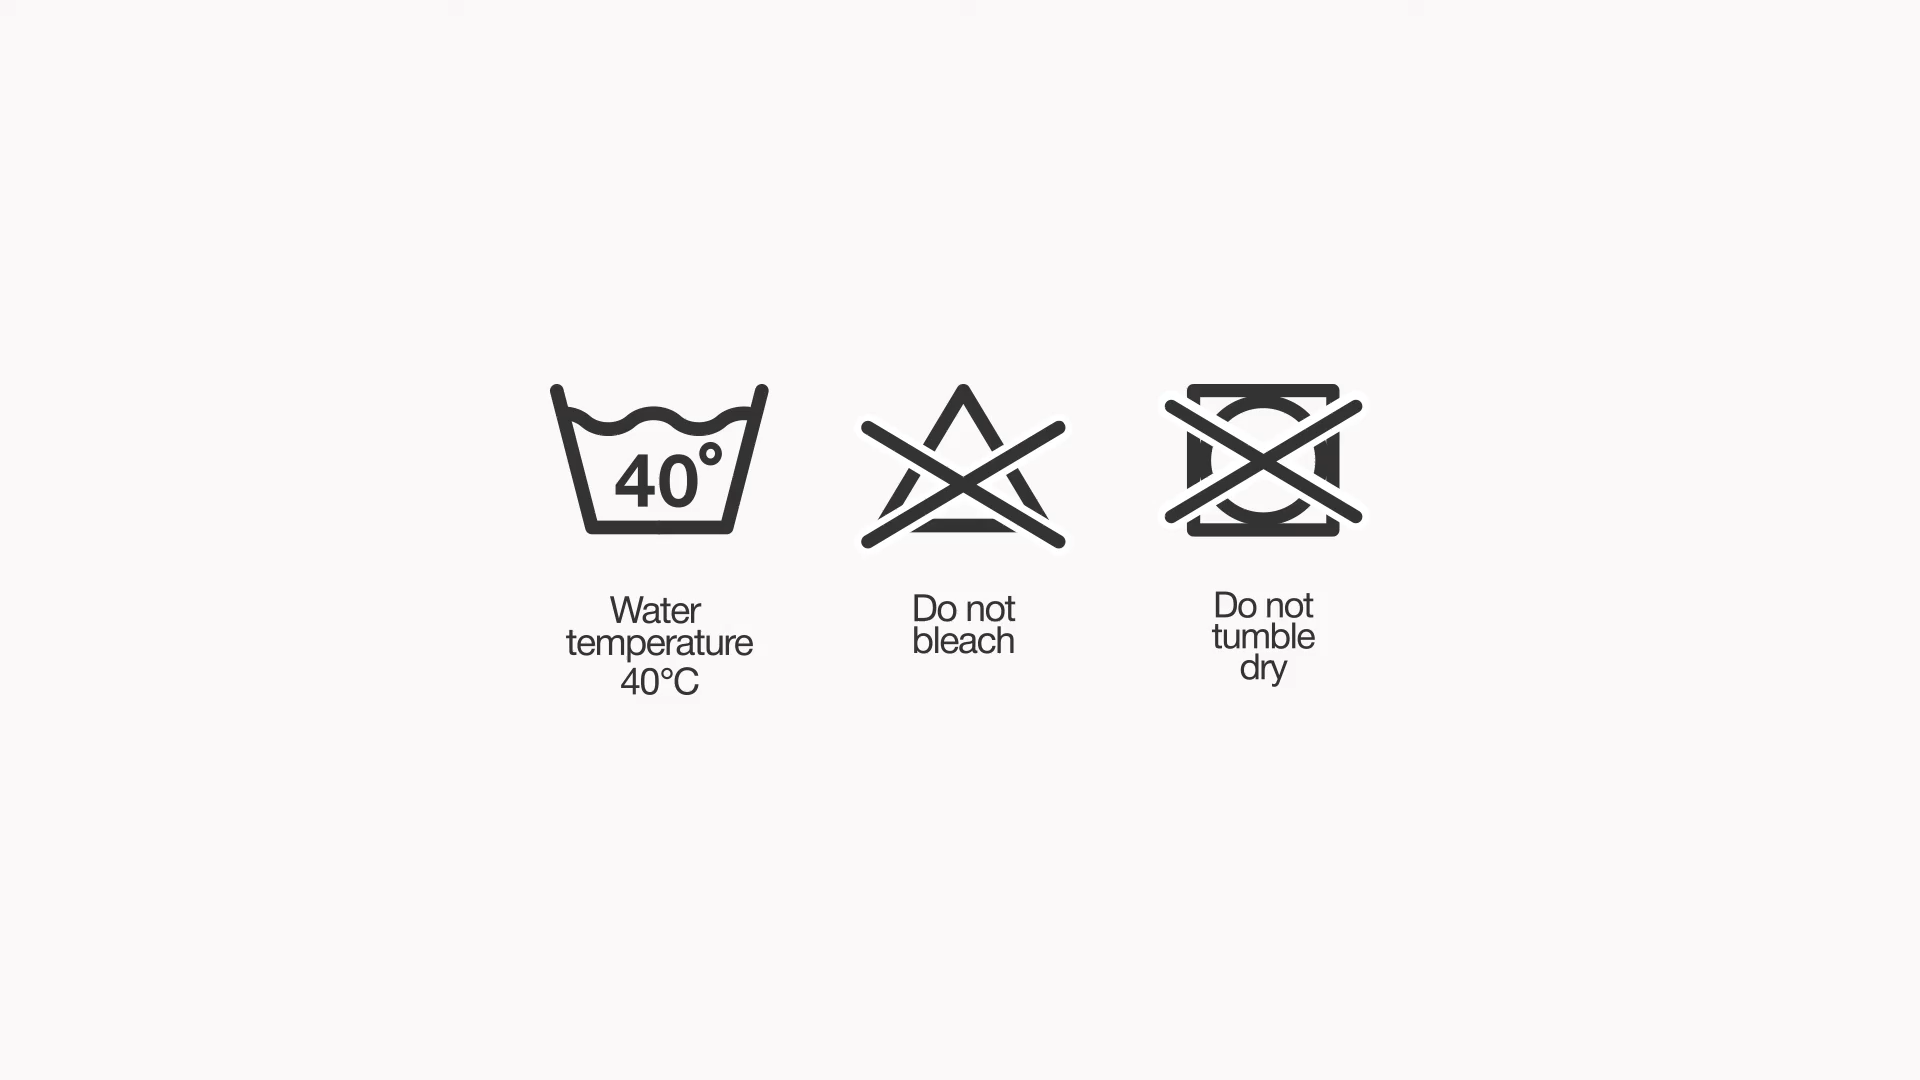 40°
Water
temperature
40°C
Do not
bleach
Do not
tumble
dry